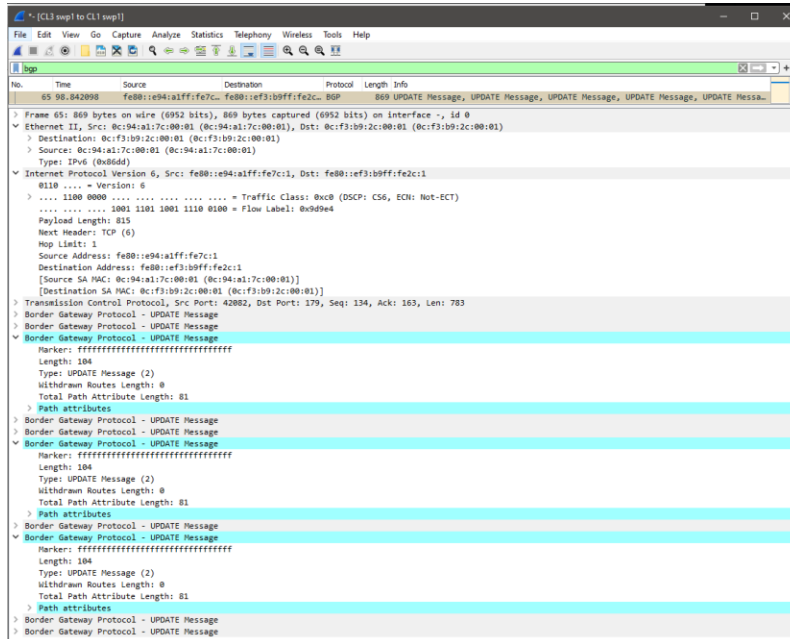 *- [CL3 swp1 to CL1 swp1]
File Edit View Go Capture Analyze Statistics Telephony Wireless Tools Help
bgp
No. Time Source Destination Protocol Length Info
65 98.842098 fe80::e94:a1ff:fe7c… fe80::ef3:b9ff:fe2c… BGP 869 UPDATE Message, UPDATE Message, UPDATE Message, UPDATE Message, UPDATE Messa…
> Frame 65: 869 bytes on wire (6952 bits), 869 bytes captured (6952 bits) on interface -, id 0
Ethernet II, Src: 0c:94:a1:7c:00:01 (0c:94:a1:7c:00:01), Dst: 0c:f3:b9:2c:00:01 (0c:f3:b9:2c:00:01)
> Destination: 0c:f3:b9:2c:00:01 (0c:f3:b9:2c:00:01)
> Source: 0c:94:a1:7c:00:01 (0c:94:a1:7c:00:01)
Type: IPv6 (0x86dd)
Internet Protocol Version 6, Src: fe80::e94:a1ff:fe7c:1, Dst: fe80::ef3:b9ff:fe2c:1
0110 .... = Version: 6
> .... 1100 0000 .... .... .... .... .... = Traffic Class: 0xc0 (DSCP: CS6, ECN: Not-ECT)
.... .... .... 1001 1101 1001 1110 0100 = Flow Label: 0x9d9e4
Payload Length: 815
Next Header: TCP (6)
Hop Limit: 1
Source Address: fe80::e94:a1ff:fe7c:1
Destination Address: fe80::ef3:b9ff:fe2c:1
[Source SA MAC: 0c:94:a1:7c:00:01 (0c:94:a1:7c:00:01)]
[Destination SA MAC: 0c:f3:b9:2c:00:01 (0c:f3:b9:2c:00:01)]
> Transmission Control Protocol, Src Port: 42082, Dst Port: 179, Seq: 134, Ack: 163, Len: 783
> Border Gateway Protocol - UPDATE Message
> Border Gateway Protocol - UPDATE Message
Border Gateway Protocol - UPDATE Message
Marker: ffffffffffffffffffffffffffffffff
Length: 104
Type: UPDATE Message (2)
Withdrawn Routes Length: 0
Total Path Attribute Length: 81
> Path attributes
> Border Gateway Protocol - UPDATE Message
> Border Gateway Protocol - UPDATE Message
Border Gateway Protocol - UPDATE Message
Marker: ffffffffffffffffffffffffffffffff
Length: 104
Type: UPDATE Message (2)
Withdrawn Routes Length: 0
Total Path Attribute Length: 81
> Path attributes
> Border Gateway Protocol - UPDATE Message
Border Gateway Protocol - UPDATE Message
Marker: ffffffffffffffffffffffffffffffff
Length: 104
Type: UPDATE Message (2)
Withdrawn Routes Length: 0
Total Path Attribute Length: 81
> Path attributes
> Border Gateway Protocol - UPDATE Message
> Border Gateway Protocol - UPDATE Message